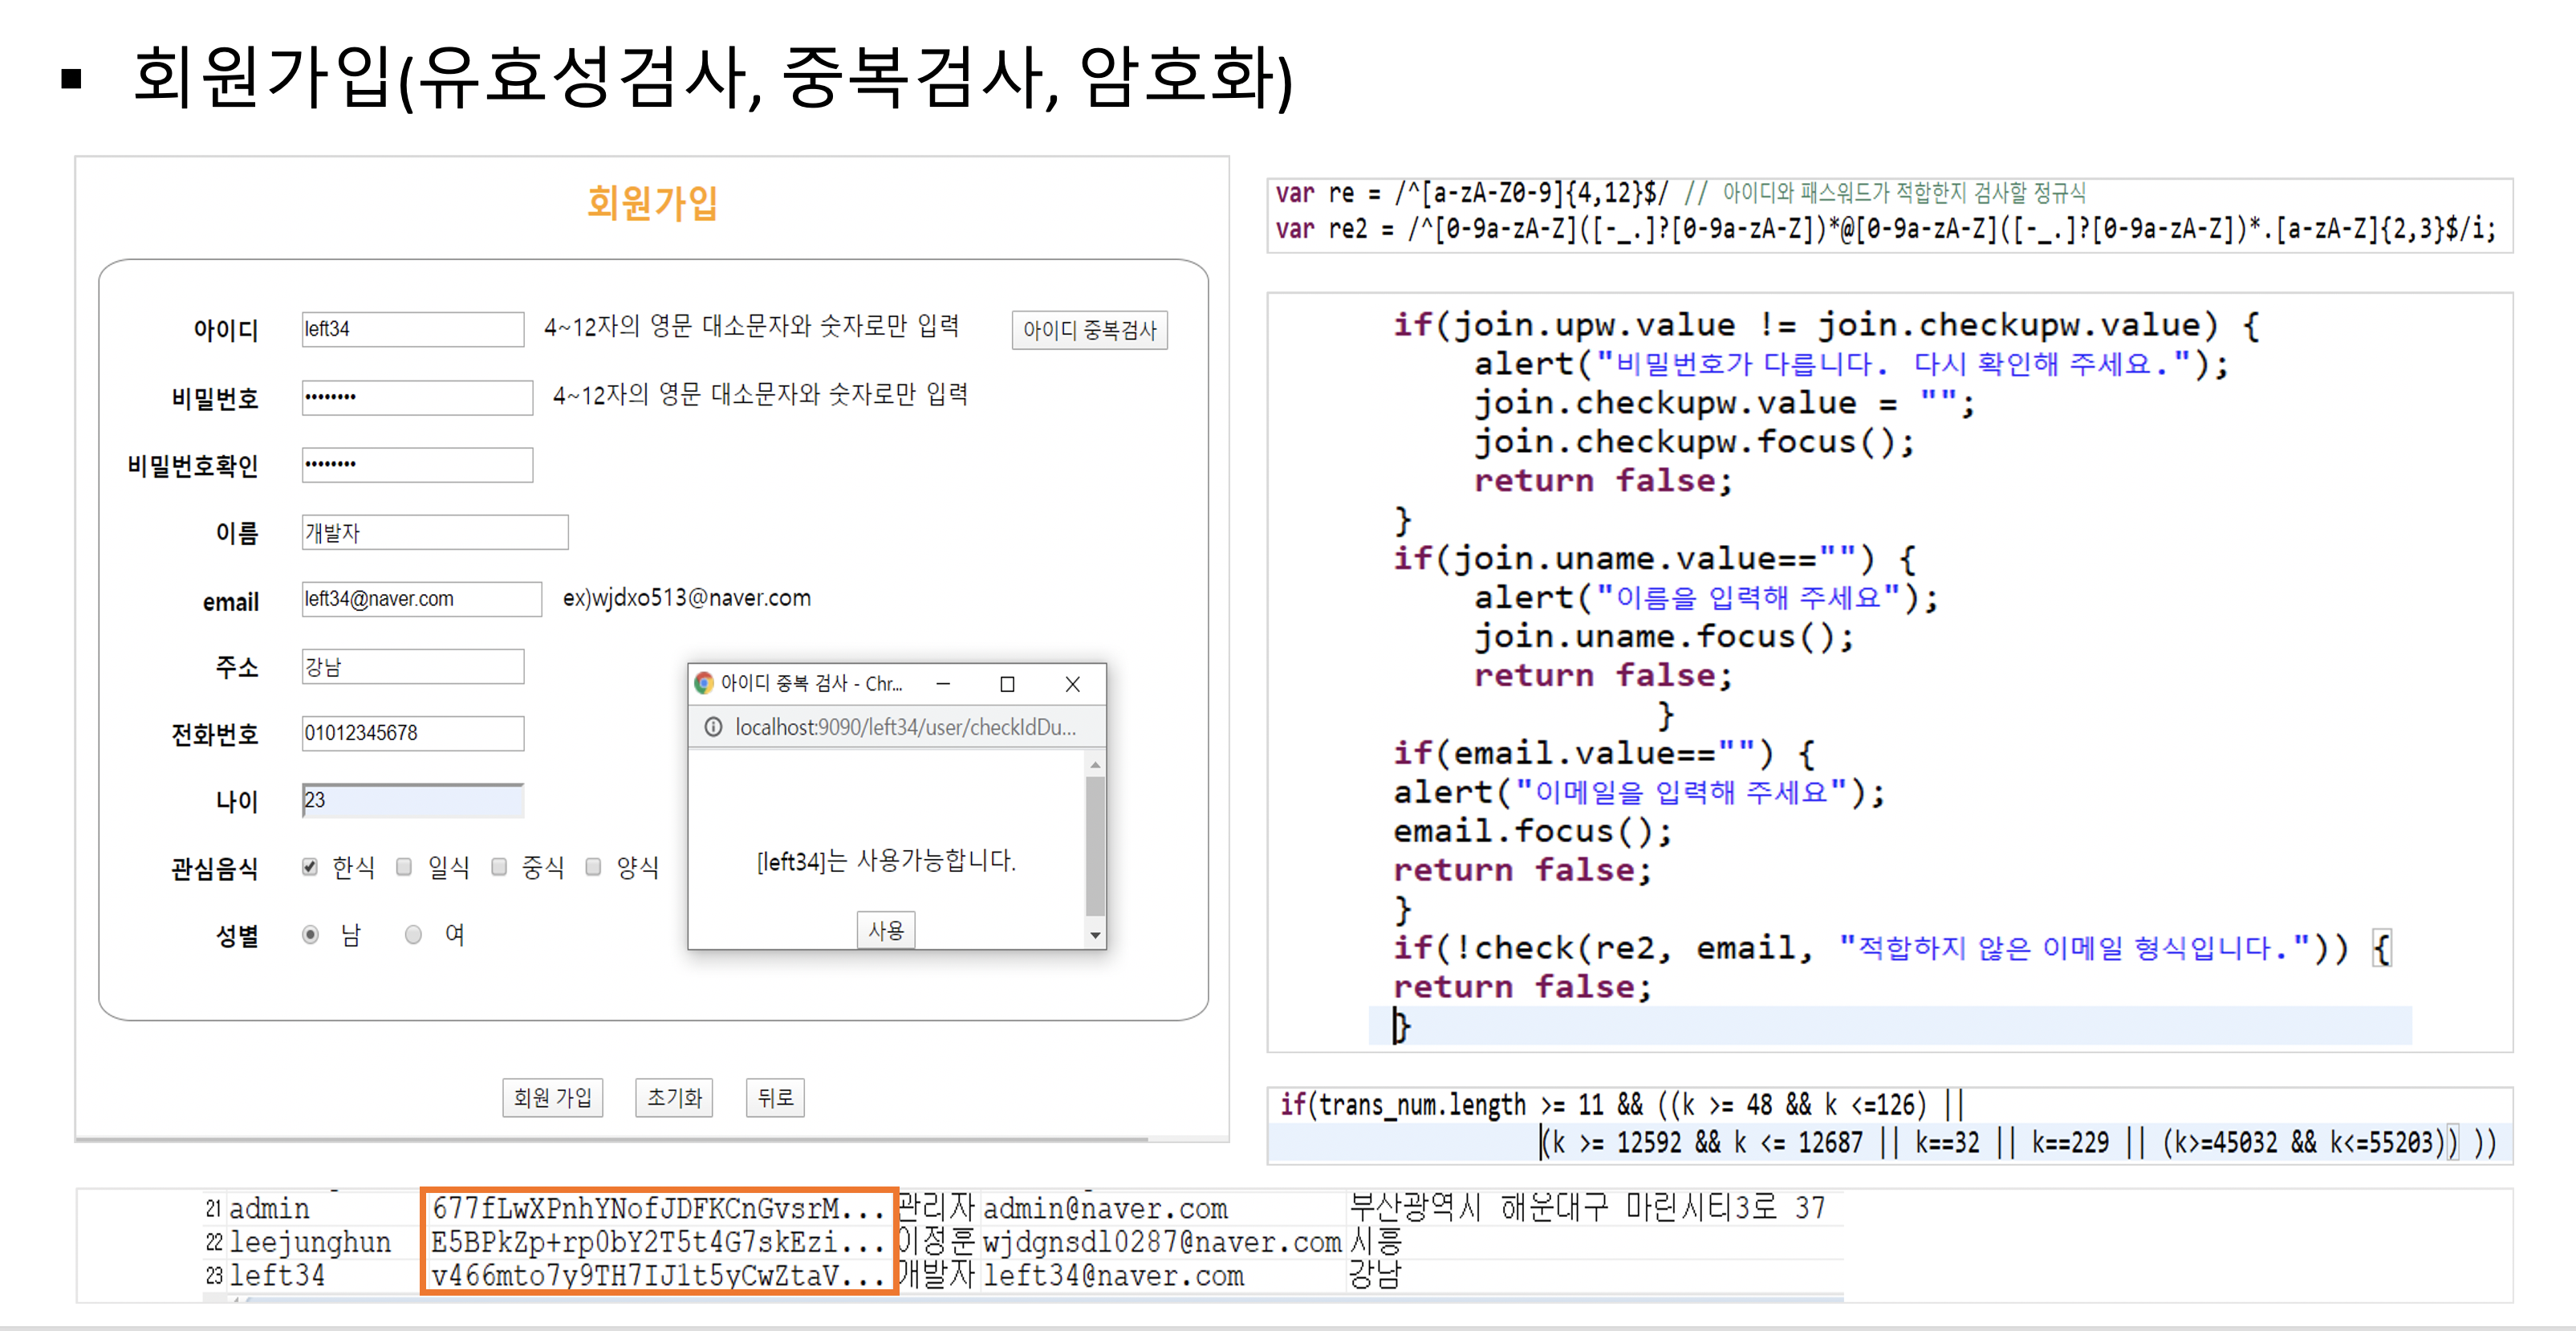 ▪ 회원가입(유효성검사, 중복검사, 암호화)
회원가입
아이디 left34 4~12자의 영문 대소문자와 숫자로만 입력 아이디 중복검사
비밀번호 •••••••• 4~12자의 영문 대소문자와 숫자로만 입력
비밀번호확인 ••••••••
이름 개발자
email left34@naver.com ex)wjdxo513@naver.com
주소 강남
전화번호 01012345678
나이 23
관심음식 한식 일식 중식 양식
성별 남 여
회원 가입 초기화 뒤로
아이디 중복 검사 - Chr...
localhost:9090/left34/user/checkIdDu...
[left34]는 사용가능합니다.
사용
var re = /^[a-zA-Z0-9]{4,12}$/ // 아이디와 패스워드가 적합한지 검사할 정규식
var re2 = /^[0-9a-zA-Z]([-_.]?[0-9a-zA-Z])*@[0-9a-zA-Z]([-_.]?[0-9a-zA-Z])*.[a-zA-Z]{2,3}$/i;
if(join.upw.value != join.checkupw.value) {
alert("비밀번호가 다릅니다. 다시 확인해 주세요.");
join.checkupw.value = "";
join.checkupw.focus();
return false;
}
if(join.uname.value=="") {
alert("이름을 입력해 주세요");
join.uname.focus();
return false;
}
if(email.value=="") {
alert("이메일을 입력해 주세요");
email.focus();
return false;
}
if(!check(re2, email, "적합하지 않은 이메일 형식입니다.")) {
return false;
}
if(trans_num.length >= 11 && ((k >= 48 && k <=126) ||
(k >= 12592 && k <= 12687 || k==32 || k==229 || (k>=45032 && k<=55203)) ))
21 admin 677fLwXPnhYNofJDFKCnGvsrM... 관리자 admin@naver.com 부산광역시 해운대구 마린시티3로 37
22 leejunghun E5BPkZp+rp0bY2T5t4G7skEzi... 이정훈 wjdgnsdl0287@naver.com 시흥
23 left34 v466mto7y9TH7IJ1t5yCwZtaV... 개발자 left34@naver.com 강남